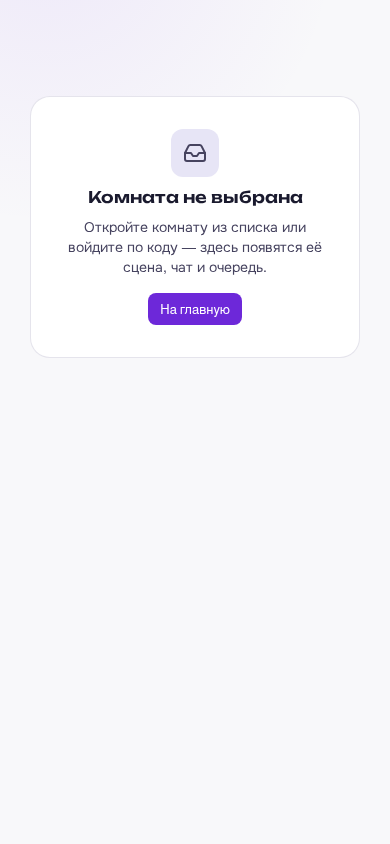 Комната не выбрана
Откройте комнату из списка или
войдите по коду — здесь появятся её
сцена, чат и очередь.
На главную